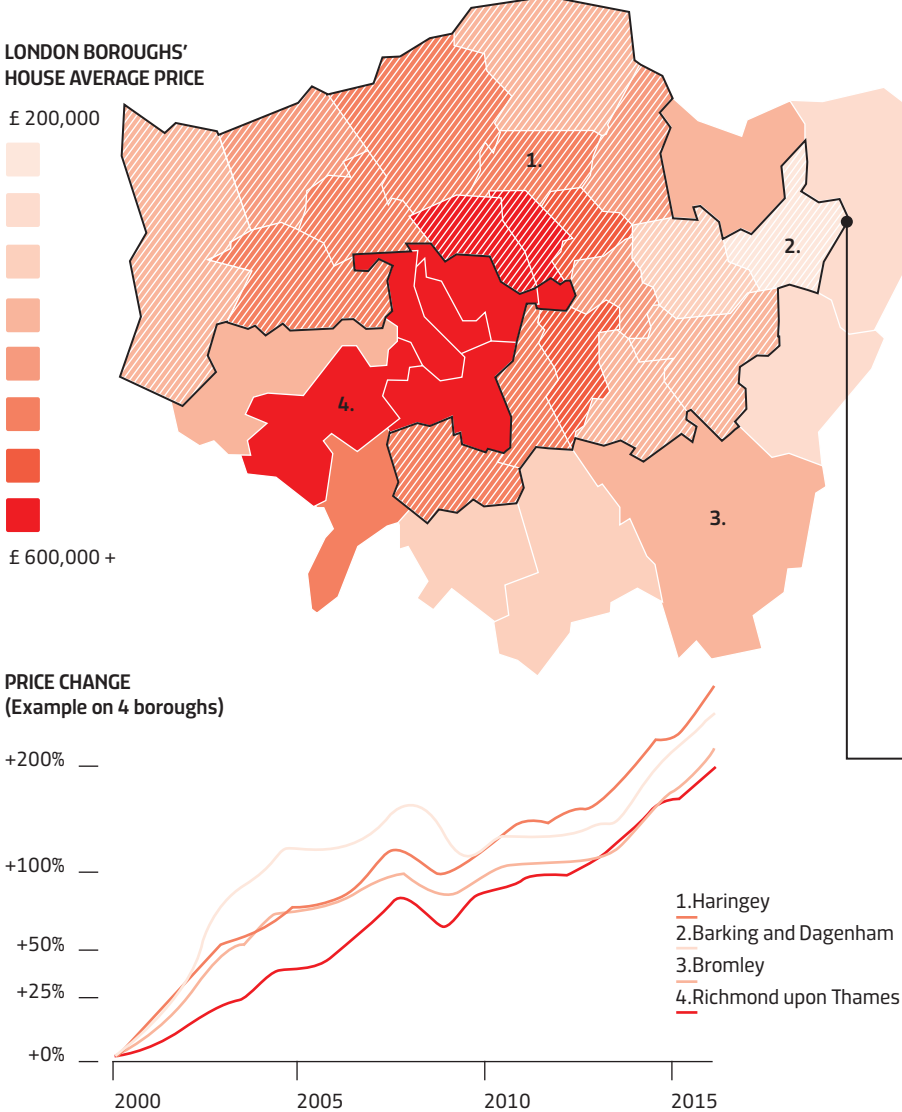 LONDON BOROUGHS'
HOUSE AVERAGE PRICE
£ 200,000
£ 600,000 +
1.
2.
3.
4.
PRICE CHANGE
(Example on 4 boroughs)
+200%
+100%
+50%
+25%
+0%
2000
2005
2010
2015
1.Haringey
2.Barking and Dagenham
3.Bromley
4.Richmond upon Thames